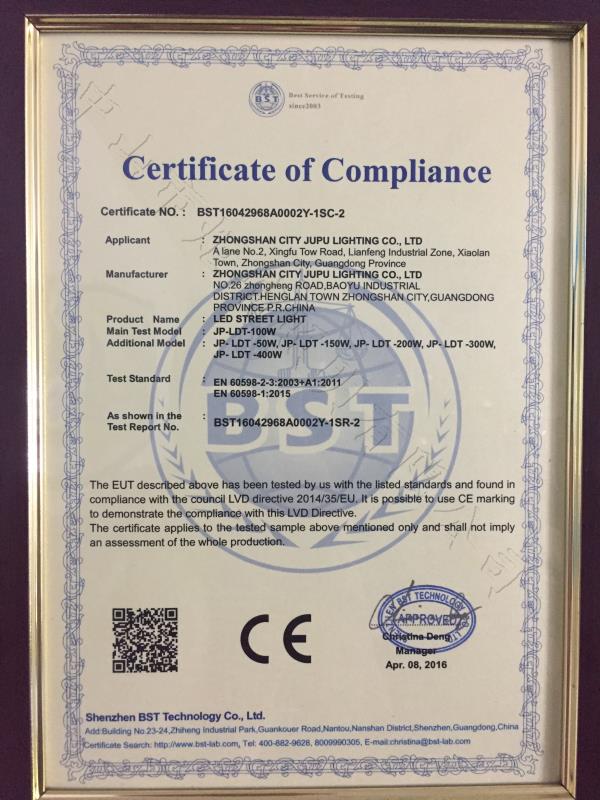 BST
Best Service of Testing
since2003
Certificate of Compliance
Certificate NO. : BST16042968A0002Y-1SC-2
Applicant : ZHONGSHAN CITY JUPU LIGHTING CO., LTD
A lane No.2, Xingfu Tow Road, Lianfeng Industrial Zone, Xiaolan
Town, Zhongshan City, Guangdong Province
Manufacturer : ZHONGSHAN CITY JUPU LIGHTING CO., LTD
NO.26 zhongheng ROAD,BAOYU INDUSTRIAL
DISTRICT.HENGLAN TOWN ZHONGSHAN CITY,GUANGDONG
PROVINCE P.R.CHINA
Product Name : LED STREET LIGHT
Main Test Model : JP-LDT-100W
Additional Model : JP- LDT -50W, JP- LDT -150W, JP- LDT -200W, JP- LDT -300W,
JP- LDT -400W
Test Standard : EN 60598-2-3:2003+A1:2011
EN 60598-1:2015
BST
As shown in the :
Test Report No. BST16042968A0002Y-1SR-2
The EUT described above has been tested by us with the listed standards and found in
compliance with the council LVD directive 2014/35/EU. It is possible to use CE marking
to demonstrate the compliance with this LVD Directive.
The certificate applies to the tested sample above mentioned only and shall not imply
an assessment of the whole production.
CE
APPROVED
Christina Deng
Manager
Apr. 08, 2016
Shenzhen BST Technology Co., Ltd.
Add:Building No.23-24,Zhiheng Industrial Park,Guankouer Road,Nantou,Nanshan District,Shenzhen,Guangdong,China
Certificate Search: http://www.bst-lab.com, Tel: 400-882-9628, 8009990305, E-mail:christina@bst-lab.com